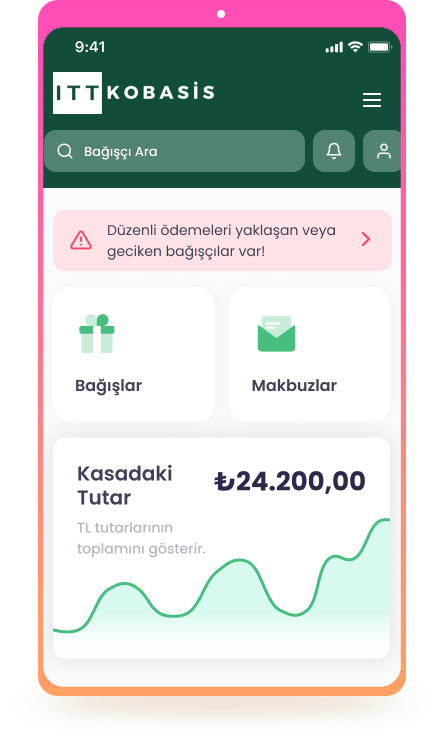 9:41
ITT KOBASİS
Bağışçı Ara
Düzenli ödemeleri yaklaşan veya
geciken bağışçılar var!
Bağışlar
Makbuzlar
Kasadaki
Tutar
₺24.200,00
TL tutarlarının
toplamını gösterir.